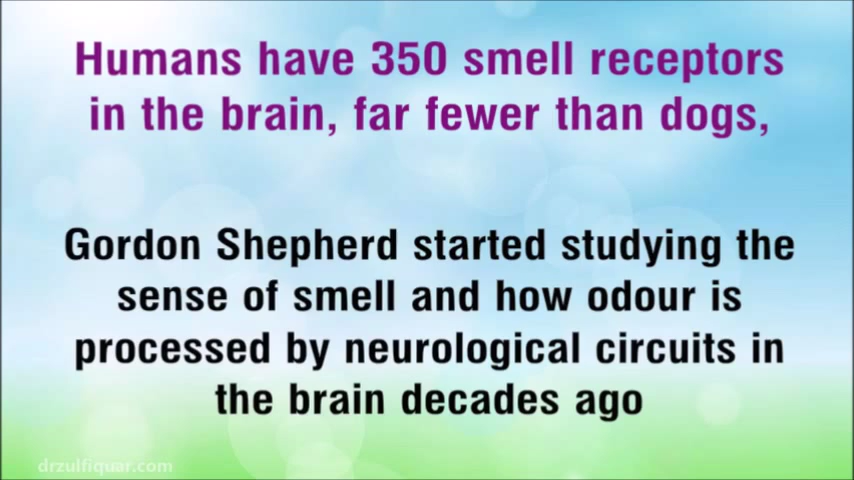 Humans have 350 smell receptors
in the brain, far fewer than dogs,
Gordon Shepherd started studying the
sense of smell and how odour is
processed by neurological circuits in
the brain decades ago
drzulfiquar.com